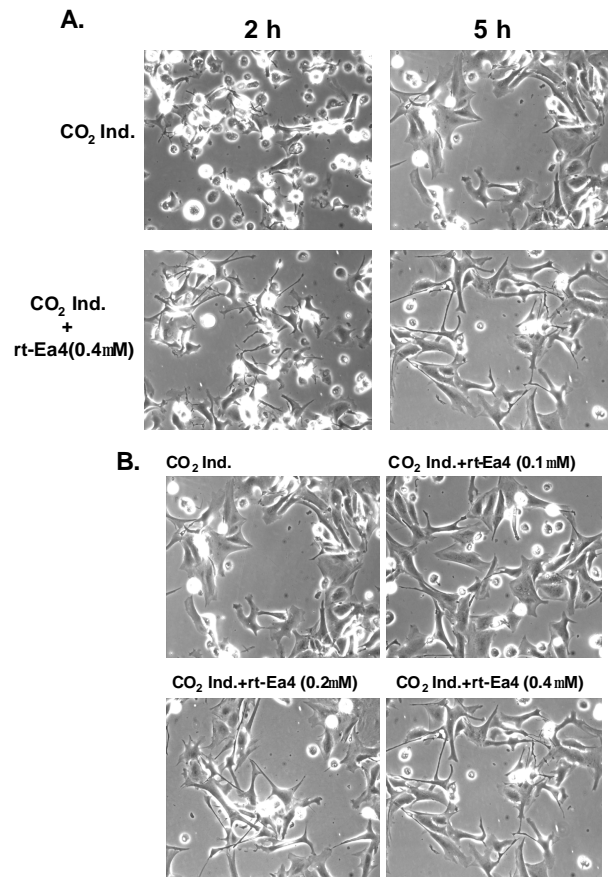 A.
2 h
5 h
CO₂ Ind.
CO₂ Ind.
+
rt-Ea4(0.4mM)
B.
CO₂ Ind.
CO₂ Ind.+rt-Ea4 (0.1mM)
CO₂ Ind.+rt-Ea4 (0.2mM)
CO₂ Ind.+rt-Ea4 (0.4mM)